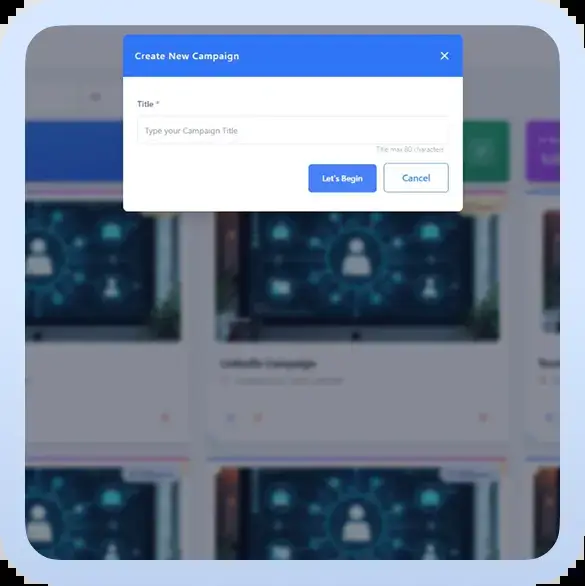 Create New Campaign
Title *
Type your Campaign Title
Title max 80 characters
Let's Begin
Cancel
LinkedIn Campaign